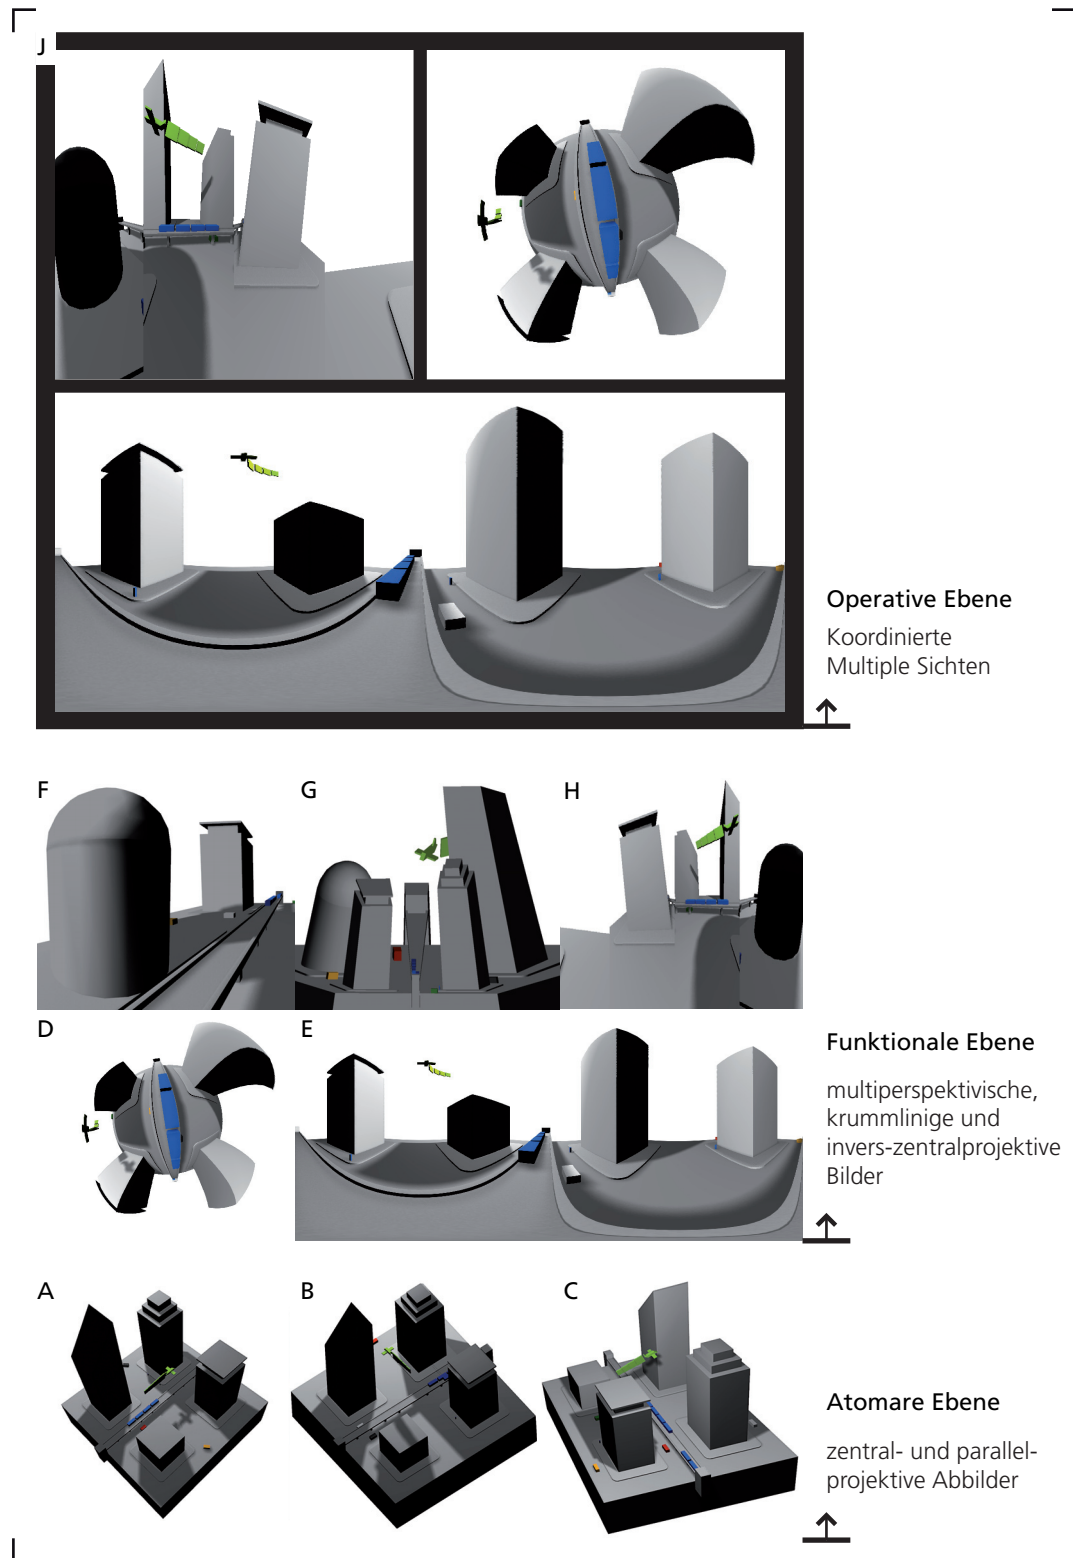 J
Operative Ebene
Koordinierte
Multiple Sichten
F
G
H
D
E
Funktionale Ebene
multiperspektivische,
krummlinige und
invers-zentralprojektive
Bilder
A
B
C
Atomare Ebene
zentral- und parallel-
projektive Abbilder